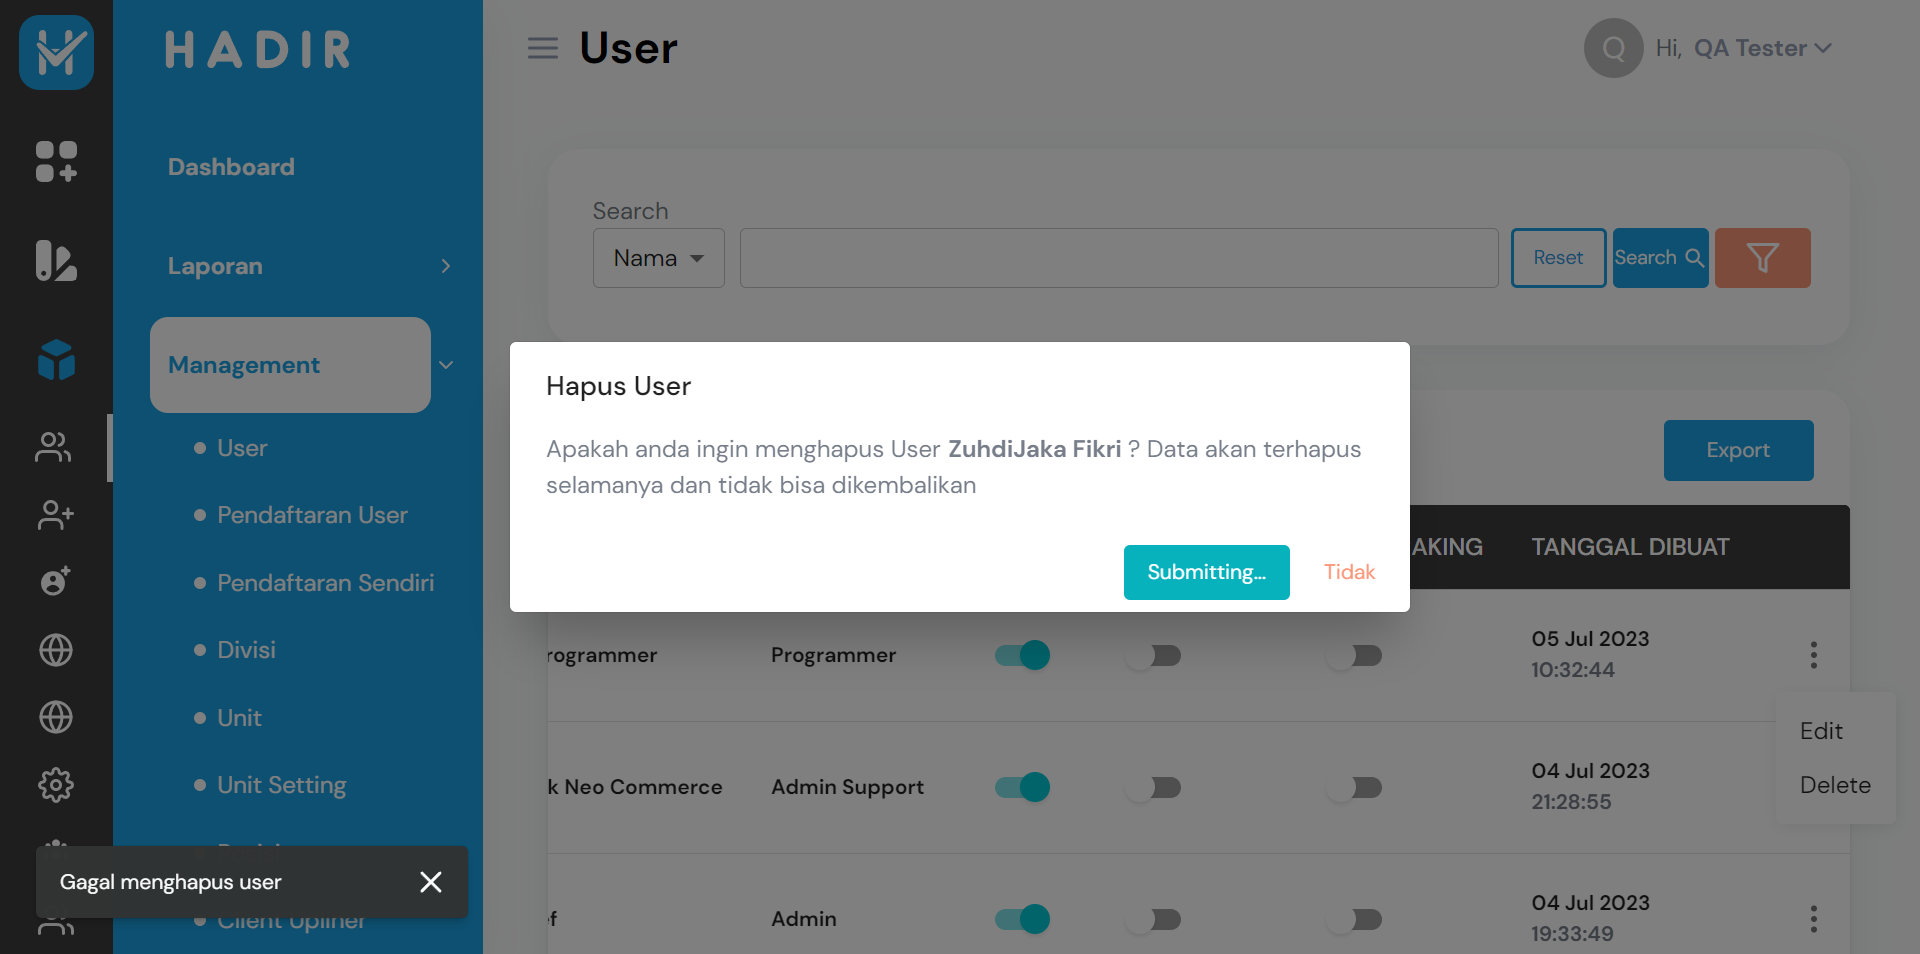 HADIR
User
Q
Hi, QA Tester
Dashboard
Laporan
Management
User
Pendaftaran User
Pendaftaran Sendiri
Divisi
Unit
Unit Setting
Client Upliner
Search
Nama
Reset
Search
Hapus User
Apakah anda ingin menghapus User ZuhdiJaka Fikri ? Data akan terhapus
selamanya dan tidak bisa dikembalikan
Submitting...
Tidak
Export
AKING TANGGAL DIBUAT
rogrammer Programmer 05 Jul 2023
10:32:44
Edit
Delete
k Neo Commerce Admin Support 04 Jul 2023
21:28:55
f Admin 04 Jul 2023
19:33:49
Gagal menghapus user